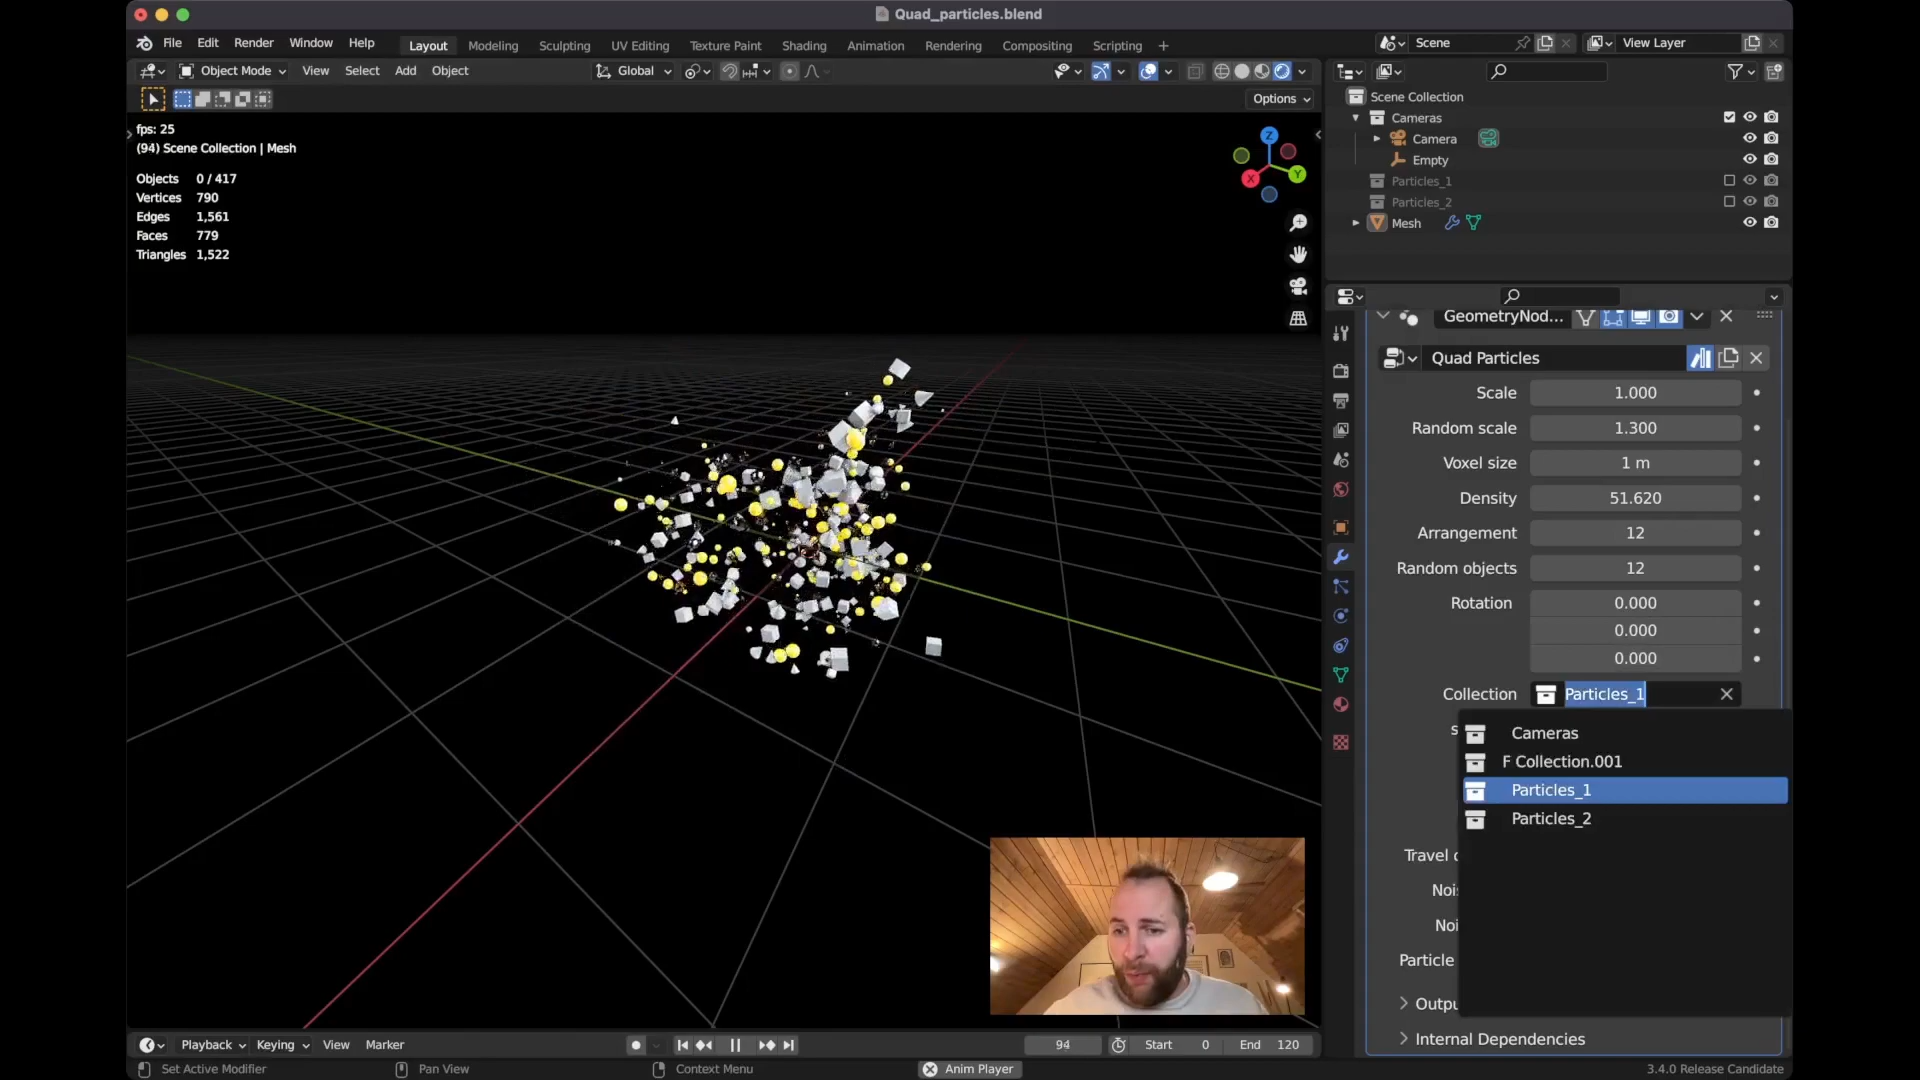 Quad_particles.blend
File Edit Render Window Help Layout Modeling Sculpting UV Editing Texture Paint Shading Animation Rendering Compositing Scripting +
Scene View Layer
Object Mode View Select Add Object Global
Options
fps: 25
(94) Scene Collection | Mesh
Objects 0 / 417
Vertices 790
Edges 1,561
Faces 779
Triangles 1,522
Z
Y
X
Scene Collection
Cameras
Camera
Empty
Particles_1
Particles_2
Mesh
GeometryNod...
Quad Particles
Scale 1.000
Random scale 1.300
Voxel size 1 m
Density 51.620
Arrangement 12
Random objects 12
Rotation 0.000
0.000
0.000
Collection Particles_1
s
Cameras
F Collection.001
Particles_1
Particles_2
Travel
Noi
Noi
Particle
Outpu
Internal Dependencies
Playback Keying View Marker 94 Start 0 End 120
Set Active Modifier Pan View Context Menu Anim Player 3.4.0 Release Candidate